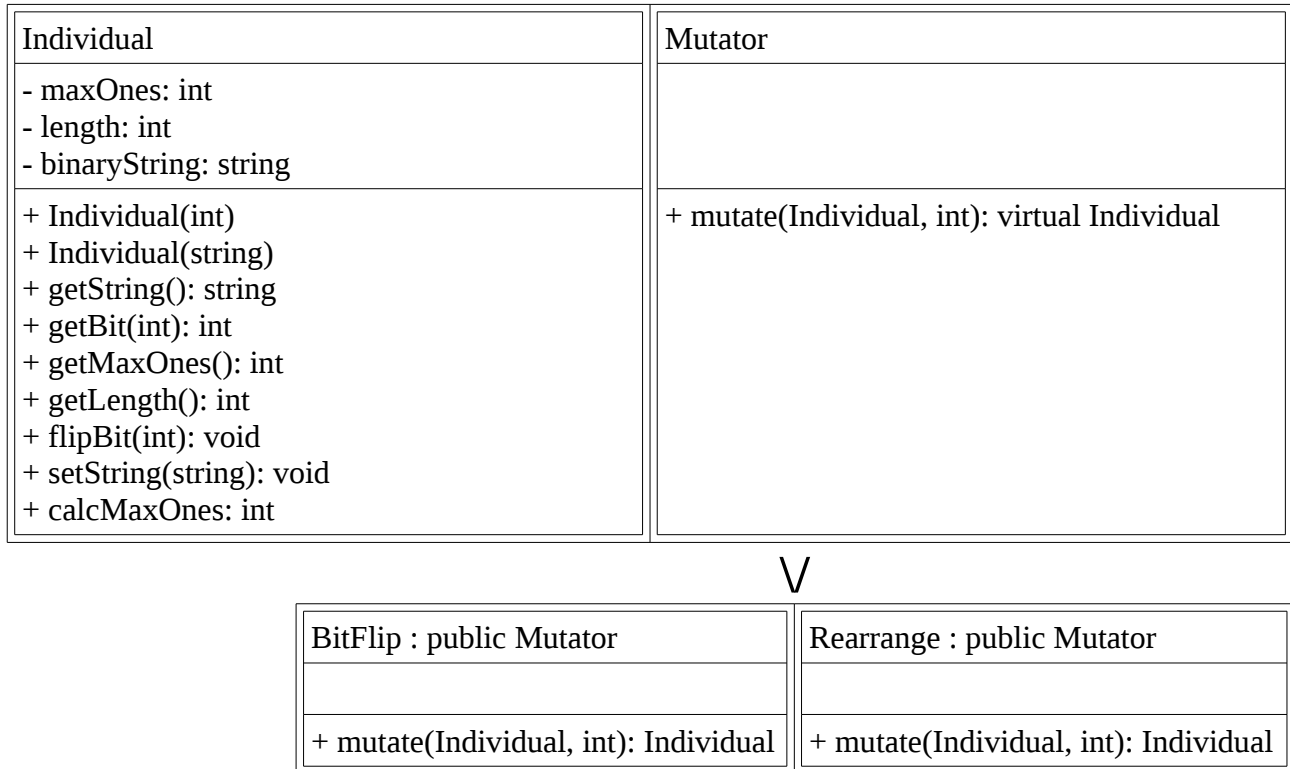 Individual
- maxOnes: int
- length: int
- binaryString: string
+ Individual(int)
+ Individual(string)
+ getString(): string
+ getBit(int): int
+ getMaxOnes(): int
+ getLength(): int
+ flipBit(int): void
+ setString(string): void
+ calcMaxOnes: int
Mutator
+ mutate(Individual, int): virtual Individual
\/
BitFlip : public Mutator
+ mutate(Individual, int): Individual
Rearrange : public Mutator
+ mutate(Individual, int): Individual